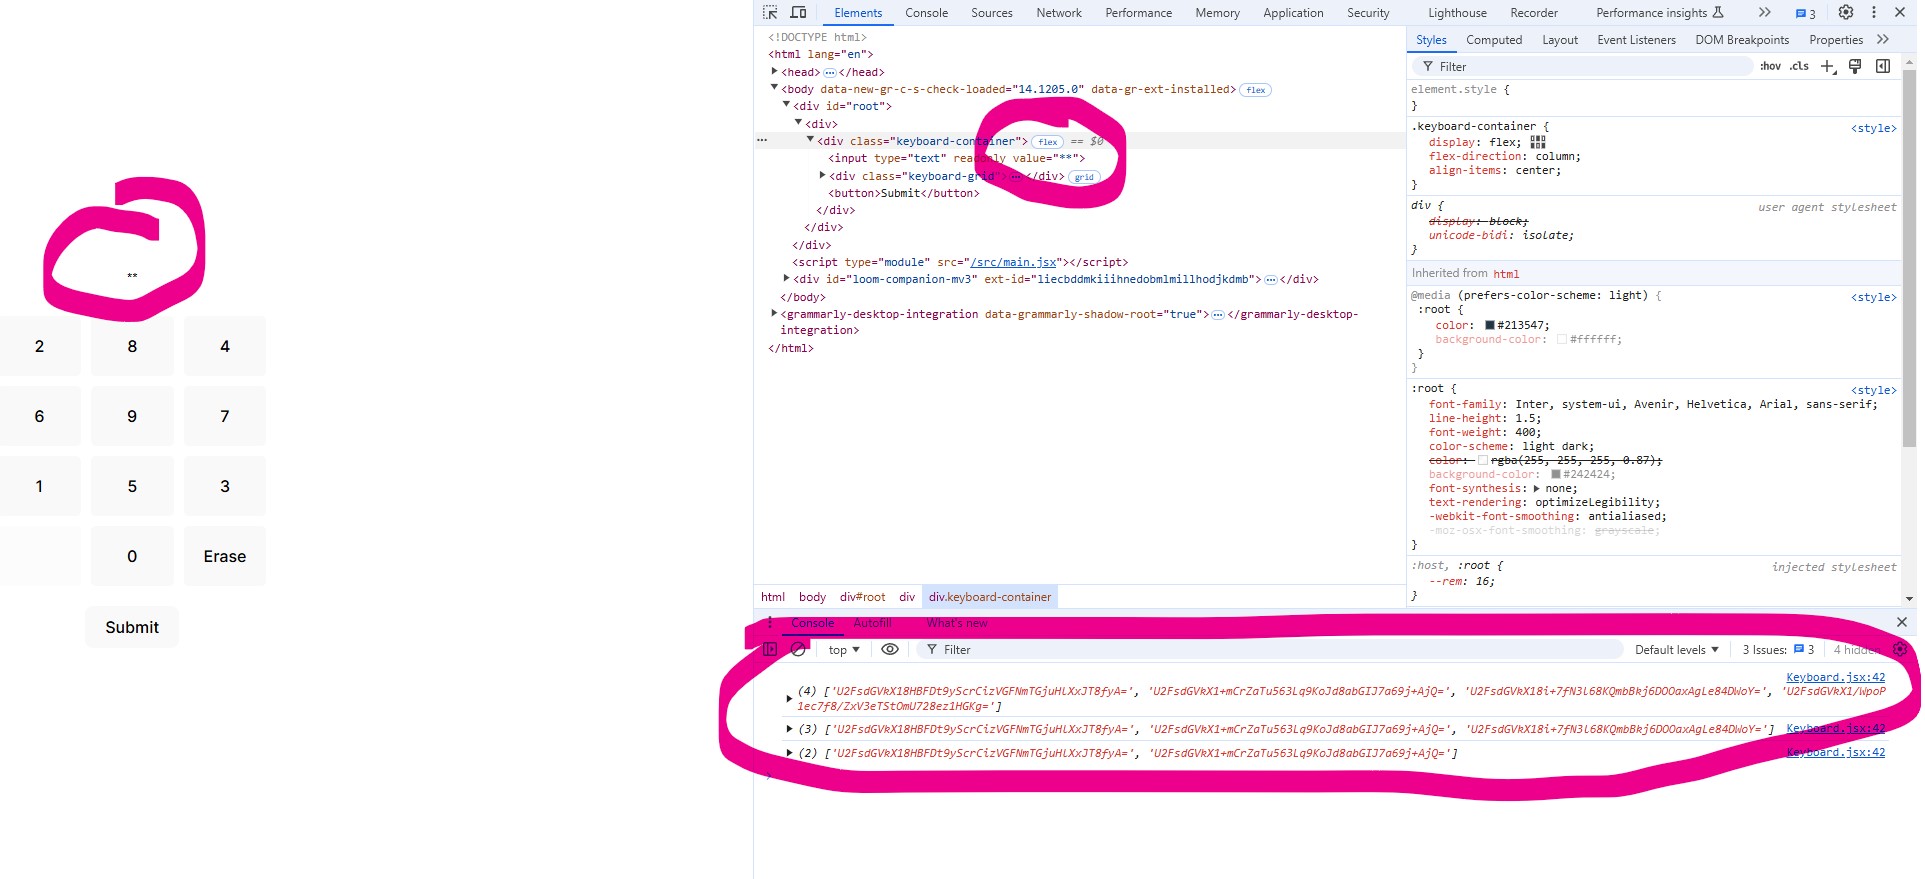 Elements Console Sources Network Performance Memory Application Security Lighthouse Recorder Performance insights 3
<!DOCTYPE html>
<html lang="en">
<head> ⋯ </head>
<body data-new-gr-c-s-check-loaded="14.1205.0" data-gr-ext-installed> flex
<div id="root">
<div>
<div class="keyboard-container"> flex == $0
<input type="text" readonly value="**">
<div class="keyboard-grid"> ⋯ </div> grid
<button>Submit</button>
</div>
</div>
</div>
<script type="module" src="/src/main.jsx"></script>
<div id="loom-companion-mv3" ext-id="liecbddmkiiihnedobmlmillhodjkdmb"> ⋯ </div>
</body>
<grammarly-desktop-integration data-grammarly-shadow-root="true"> ⋯ </grammarly-desktop-
integration>
</html>
html body div#root div div.keyboard-container
Styles Computed Layout Event Listeners DOM Breakpoints Properties
Filter :hov .cls
element.style {
}
.keyboard-container { <style>
display: flex;
flex-direction: column;
align-items: center;
}
div { user agent stylesheet
display: block;
unicode-bidi: isolate;
}
Inherited from html
@media (prefers-color-scheme: light) { <style>
:root {
color: #213547;
background-color: #ffffff;
}
}
:root { <style>
font-family: Inter, system-ui, Avenir, Helvetica, Arial, sans-serif;
line-height: 1.5;
font-weight: 400;
color-scheme: light dark;
color: rgba(255, 255, 255, 0.87);
background-color: #242424;
font-synthesis: none;
text-rendering: optimizeLegibility;
-webkit-font-smoothing: antialiased;
-moz-osx-font-smoothing: grayscale;
}
:host, :root { injected stylesheet
--rem: 16;
}
**
2 8 4
6 9 7
1 5 3
0 Erase
Submit
Console Autofill What's new
top Filter Default levels 3 Issues: 3 4 hidden
Keyboard.jsx:42
(4) ['U2FsdGVkX18HBFDt9yScrCizVGFNmTGjuHLXxJT8fyA=', 'U2FsdGVkX1+mCrZaTu563Lq9KoJd8abGIJ7a69j+AjQ=', 'U2FsdGVkX18i+7fN3L68KQmbBkj6DOOaxAgLe84DWoY=', 'U2FsdGVkX1/WpoP
1ec7f8/ZxV3eTStOmU728ez1HGKg=']
(3) ['U2FsdGVkX18HBFDt9yScrCizVGFNmTGjuHLXxJT8fyA=', 'U2FsdGVkX1+mCrZaTu563Lq9KoJd8abGIJ7a69j+AjQ=', 'U2FsdGVkX18i+7fN3L68KQmbBkj6DOOaxAgLe84DWoY='] Keyboard.jsx:42
(2) ['U2FsdGVkX18HBFDt9yScrCizVGFNmTGjuHLXxJT8fyA=', 'U2FsdGVkX1+mCrZaTu563Lq9KoJd8abGIJ7a69j+AjQ='] Keyboard.jsx:42